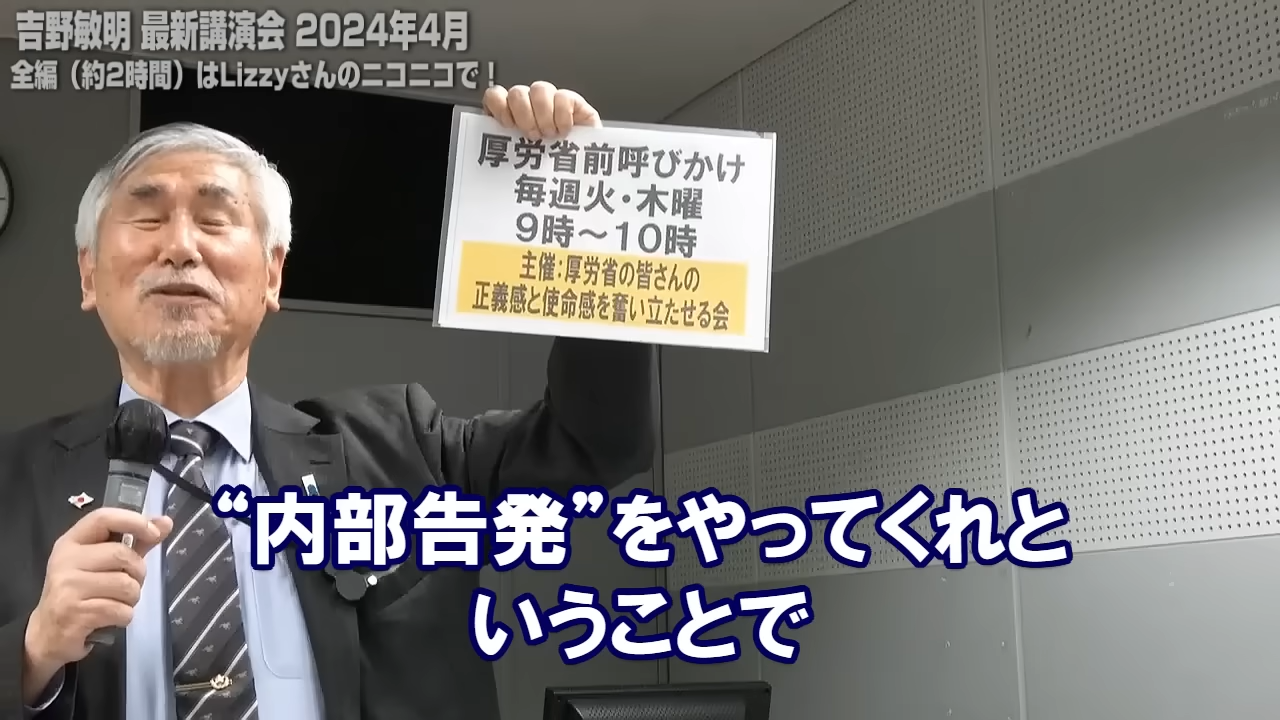 吉野敏明 最新講演会 2024年4月
全編（約2時間）はLizzyさんのニコニコで！
厚労省前呼びかけ
毎週火・木曜
9時～10時
主催：厚労省の皆さんの
正義感と使命感を奮い立たせる会
“内部告発”をやってくれと
いうことで